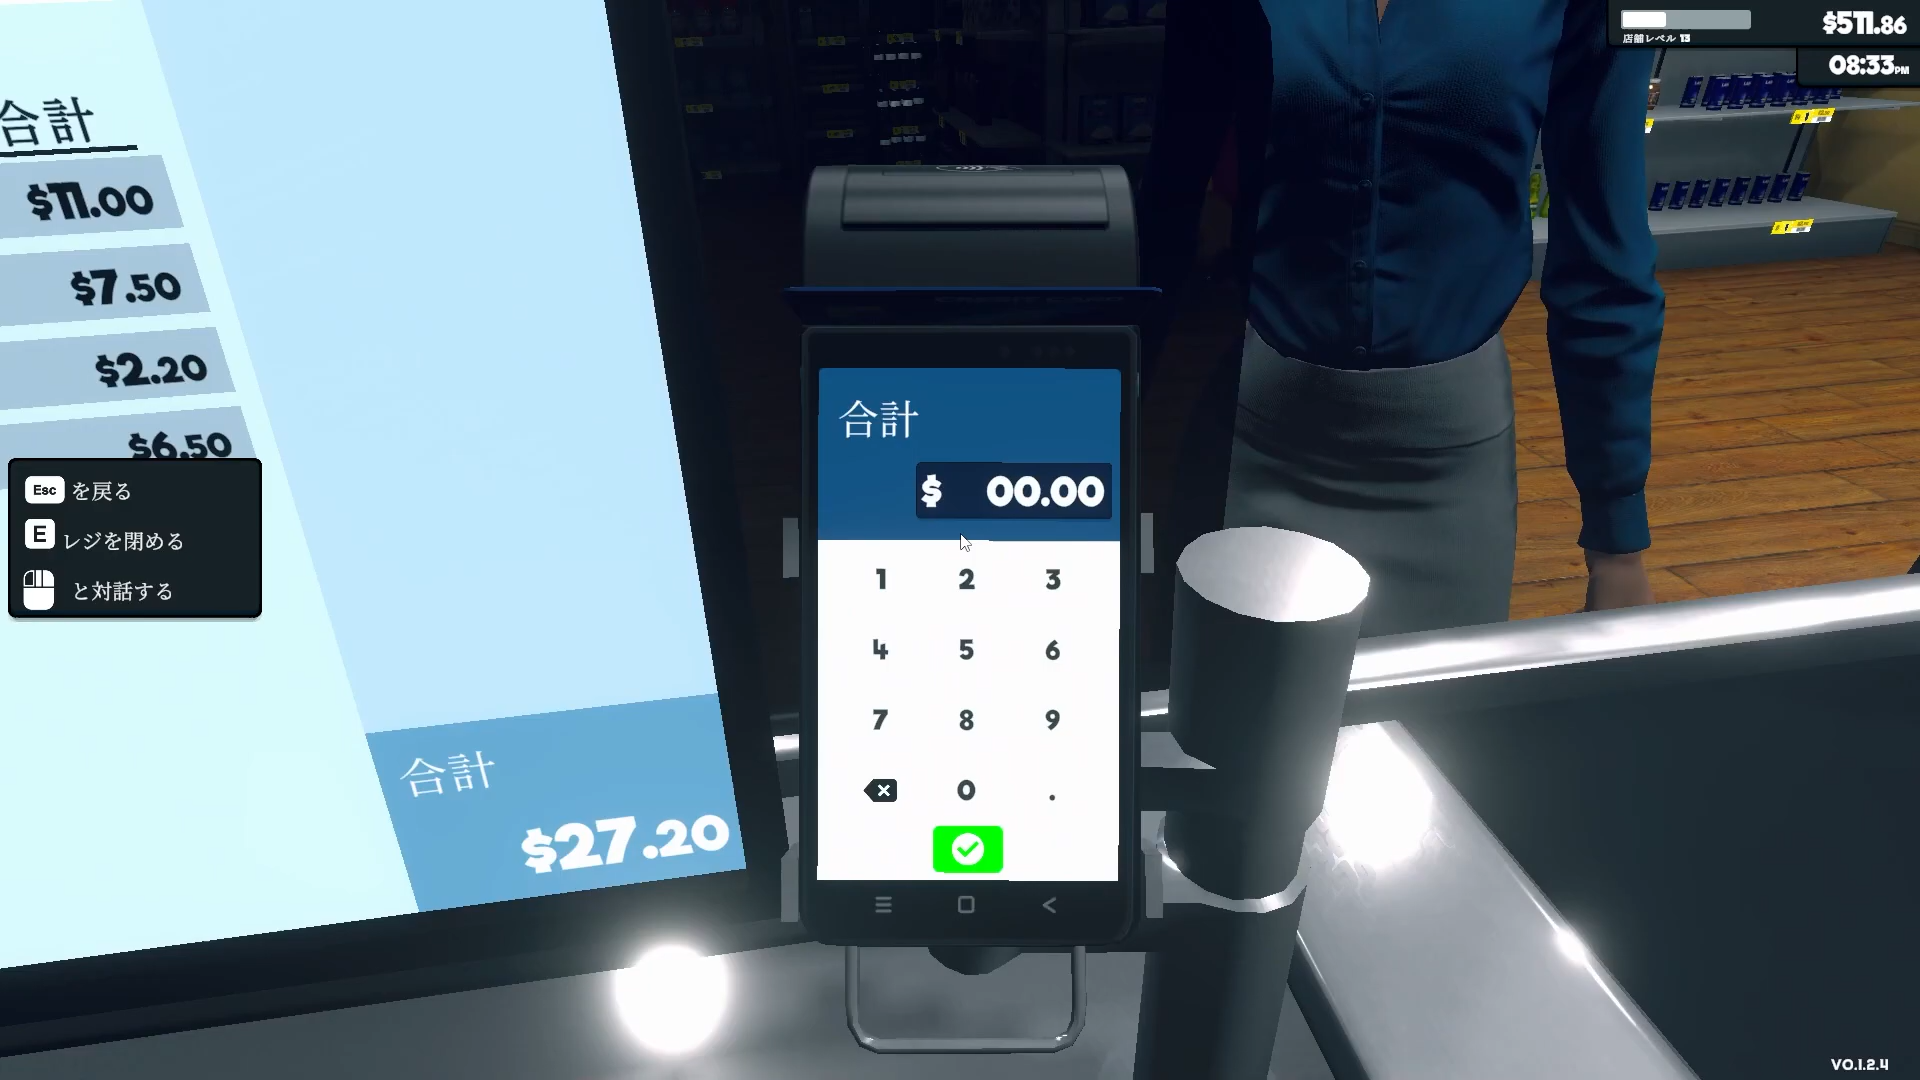 合計
$11.00
$7.50
$2.20
$6.50
Esc を戻る
E レジを閉める
と対話する
合計
$27.20
合計
$ 00.00
1 2 3
4 5 6
7 8 9
0 .
$511.86
店舗レベル 13
08:33PM
V0.1.2.4